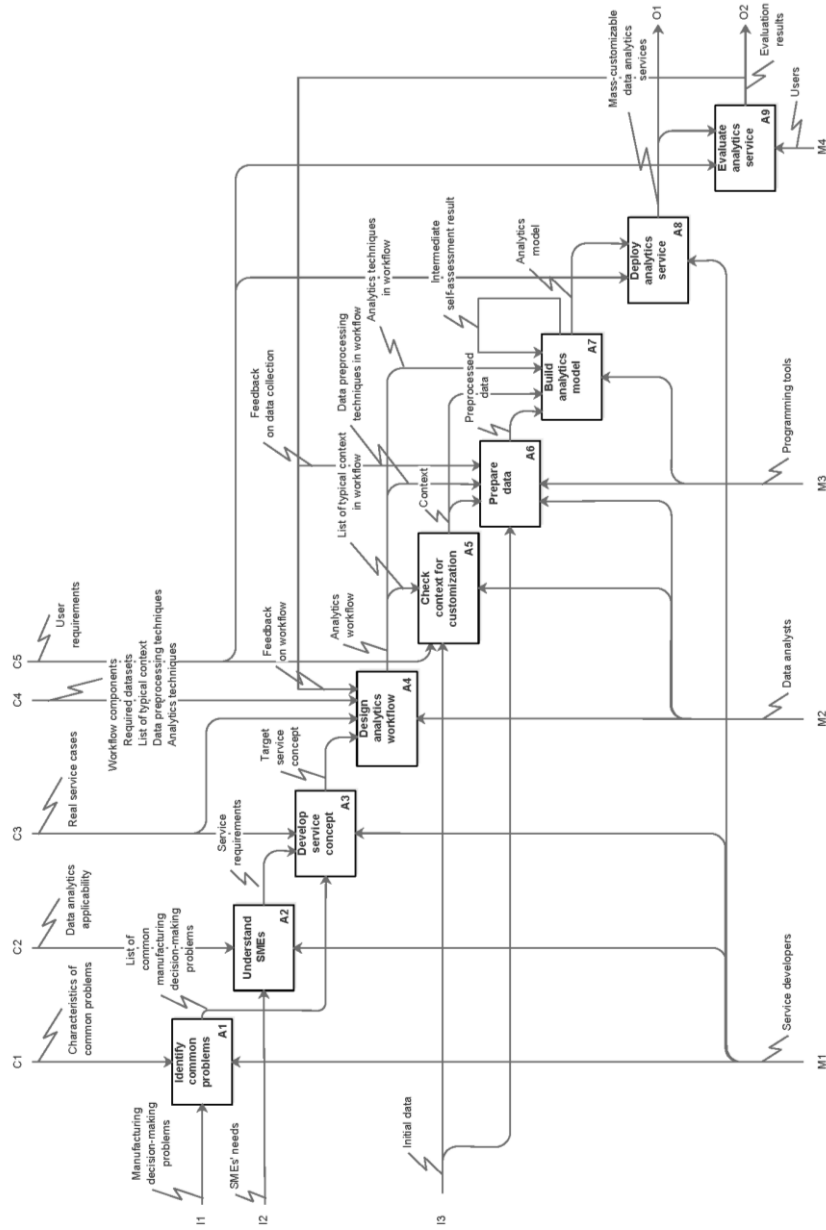 C1
Characteristics of
common problems
C2
Data analytics
applicability
C3
Real service cases
C4
Workflow components
Required datasets
List of typical context
Data preprocessing techniques
Analytics techniques
C5
User
requirements
I1
Manufacturing
decision-making
problems
Identify
common
problems
A1
List of
common
manufacturing
decision-making
problems
I2
SMEs' needs
Understand
SMEs
A2
Service
requirements
Develop
service
concept
A3
Target
service
concept
Design
analytics
workflow
A4
Feedback
on workflow
Analytics
workflow
I3
Initial data
Check
context for
customization
A5
List of typical context
in workflow
Context
Feedback
on data collection
Data preprocessing
techniques in workflow
Prepare
data
A6
Preprocessed
data
Analytics techniques
in workflow
Build
analytics
model
A7
Intermediate
self-assessment result
Analytics
model
Deploy
analytics
service
A8
Mass-customizable
data analytics
services
O1
Evaluate
analytics
service
A9
Evaluation
results
O2
Users
M4
Service developers
M1
Data analysts
M2
Programming tools
M3